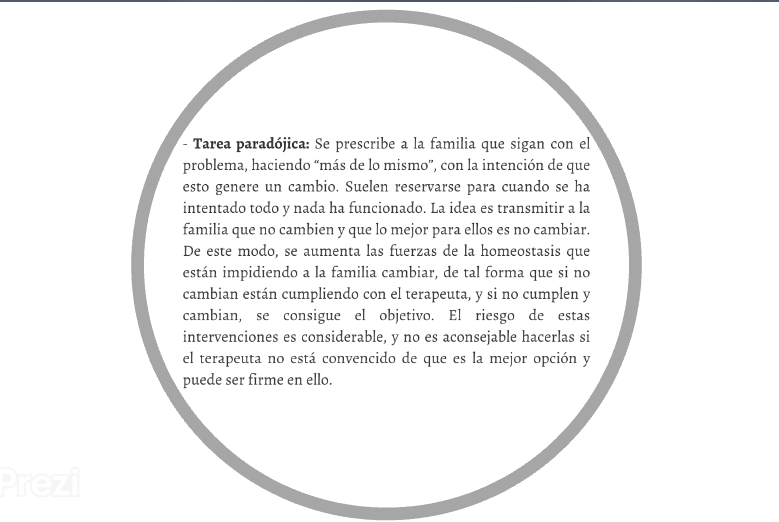 - Tarea paradójica: Se prescribe a la familia que sigan con el
problema, haciendo “más de lo mismo”, con la intención de que
esto genere un cambio. Suelen reservarse para cuando se ha
intentado todo y nada ha funcionado. La idea es transmitir a la
familia que no cambien y que lo mejor para ellos es no cambiar.
De este modo, se aumenta las fuerzas de la homeostasis que
están impidiendo a la familia cambiar, de tal forma que si no
cambian están cumpliendo con el terapeuta, y si no cumplen y
cambian, se consigue el objetivo. El riesgo de estas
intervenciones es considerable, y no es aconsejable hacerlas si
el terapeuta no está convencido de que es la mejor opción y
puede ser firme en ello.
Prezi